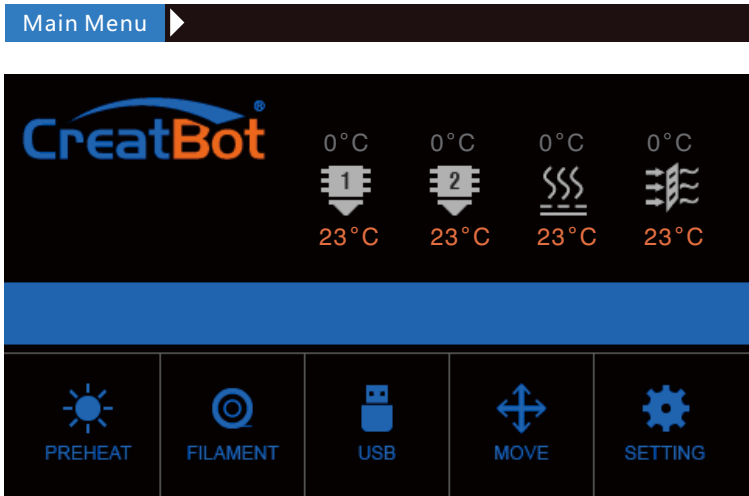 Main Menu
CreatBot®
0°C 0°C 0°C 0°C
1 2
23°C 23°C 23°C 23°C
PREHEAT FILAMENT USB MOVE SETTING